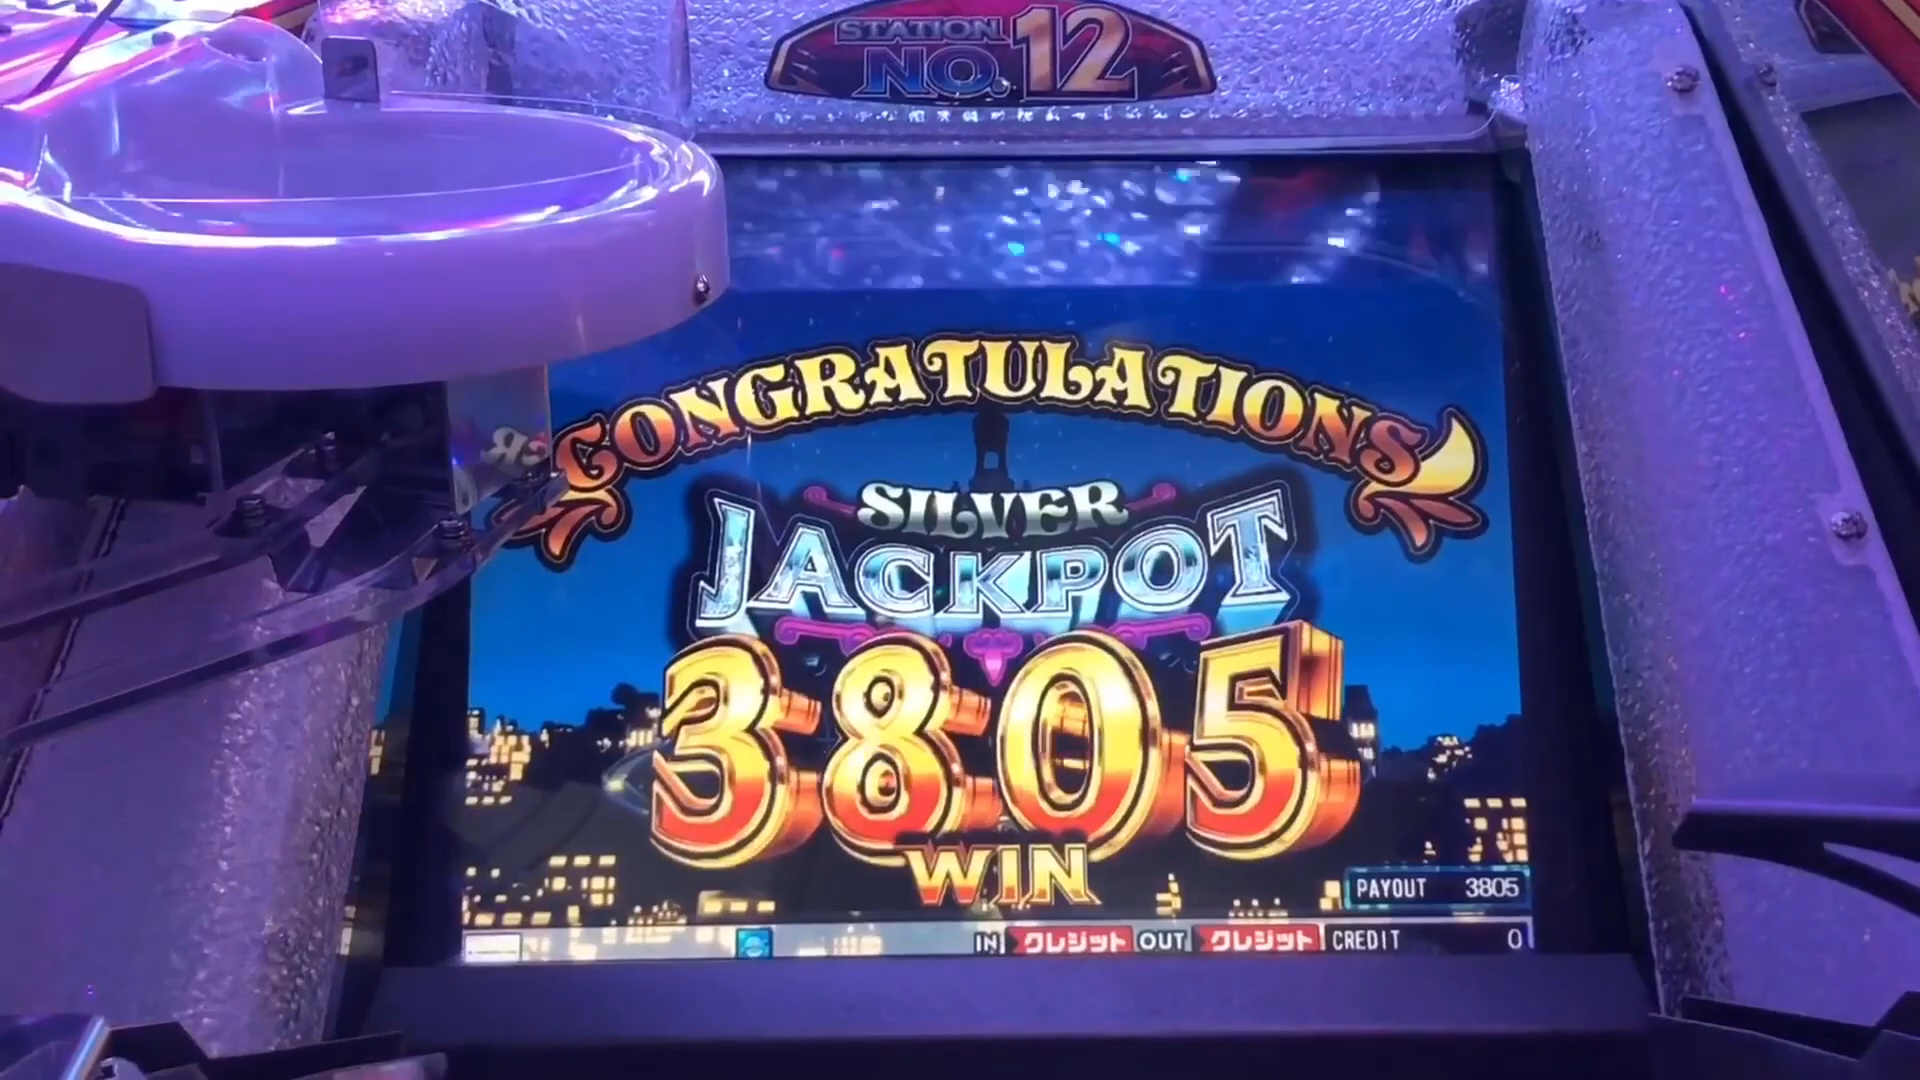 STATION
NO.12
CONGRATULATIONS
SILVER
JACKPOT
3805
WIN
PAYOUT 3805
IN クレジット OUT クレジット CREDIT 0